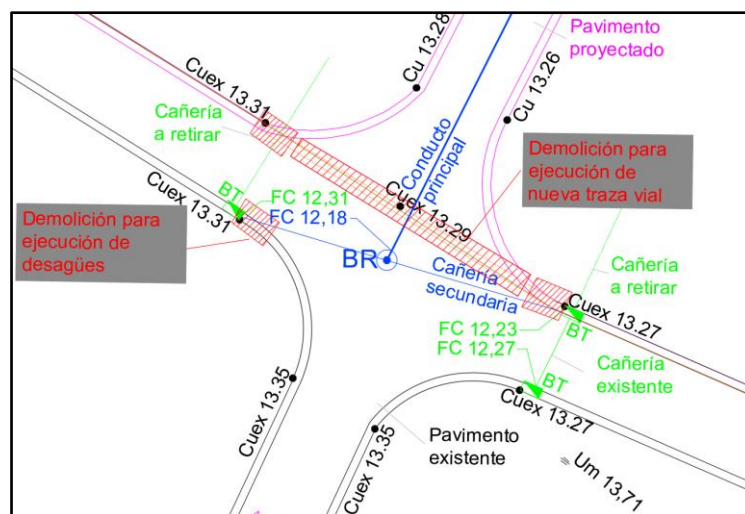 Cuex 13.31
Cu 13.28
Pavimento
proyectado
Cu 13.26
Cañería
a retirar
Conducto
principal
Demolición para
ejecución de
nueva traza vial
Cuex 13.31
BT
FC 12,31
FC 12,18
Cuex 13.29
Demolición para
ejecución de
desagües
BR
Cañería
secundaria
Cañería
a retirar
FC 12,23
FC 12,27
Cuex 13.27
BT
BT
Cañería
existente
Cuex 13.35
Cuex 13.27
Cuex 13.35
Pavimento
existente
Um 13,71